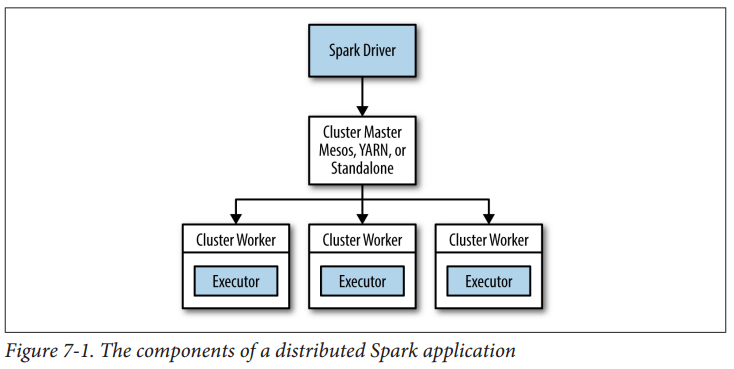 Spark Driver
Cluster Master
Mesos, YARN, or
Standalone
Cluster Worker
Cluster Worker
Cluster Worker
Executor
Executor
Executor
Figure 7-1. The components of a distributed Spark application